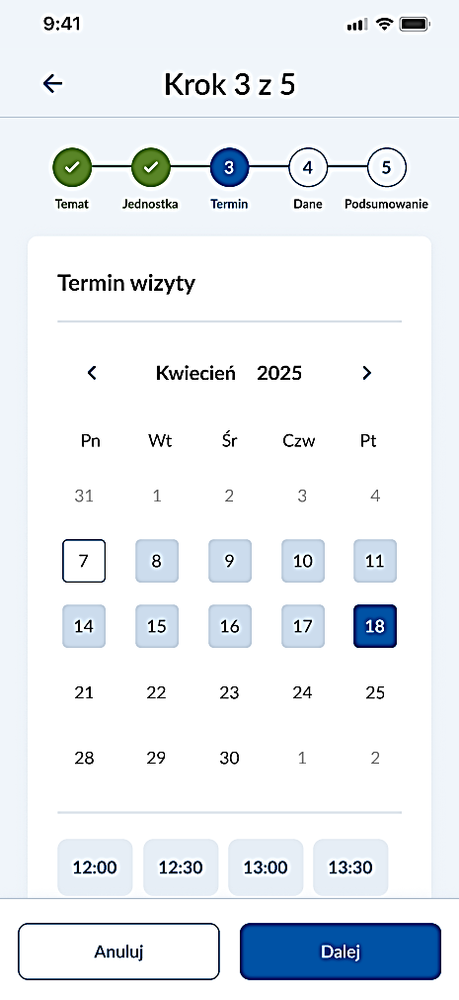 9:41
Krok 3 z 5
3 4 5
Temat Jednostka Termin Dane Podsumowanie
Termin wizyty
Kwiecień 2025
Pn Wt Śr Czw Pt
31 1 2 3 4
7 8 9 10 11
14 15 16 17 18
21 22 23 24 25
28 29 30 1 2
12:00 12:30 13:00 13:30
Anuluj Dalej